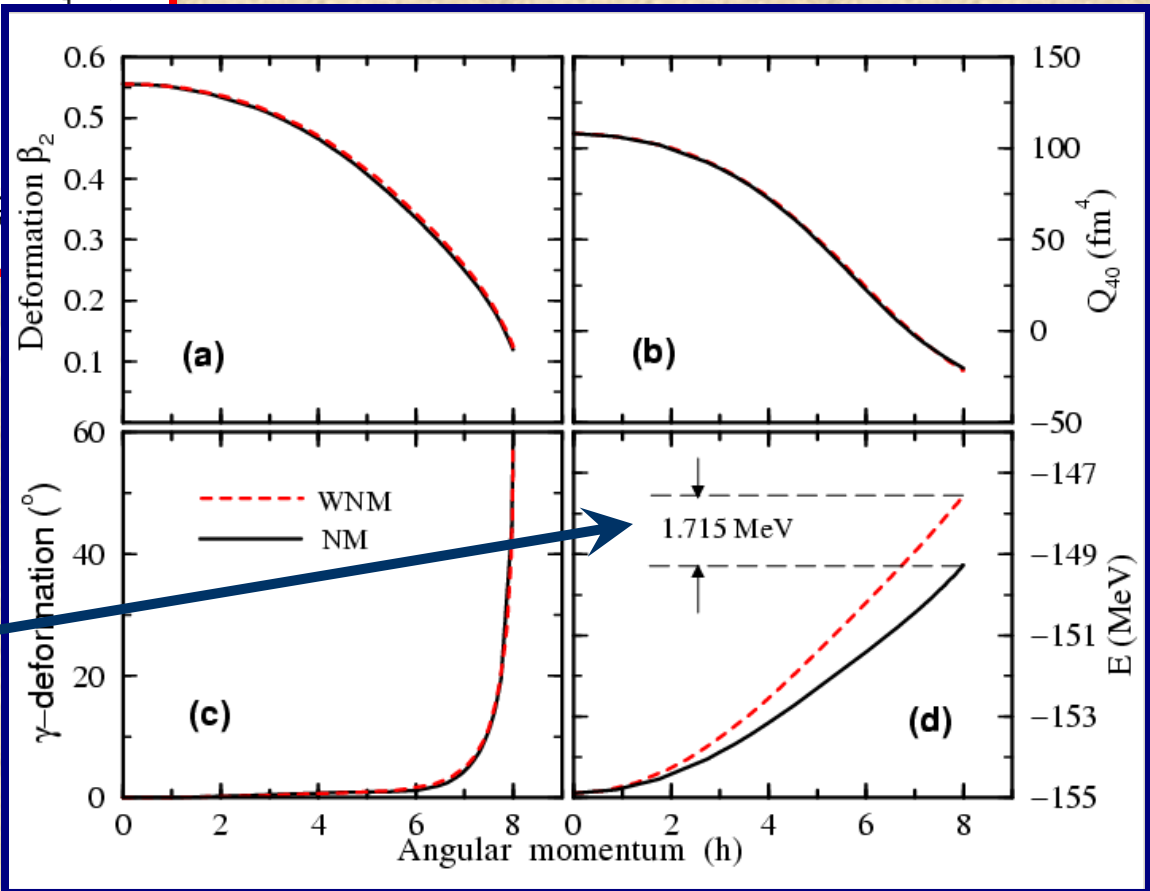 0.6
0.5
0.4
0.3
0.2
0.1
Deformation β₂
(a)
150
100
50
0
−50
Q₄₀ (fm⁴)
(b)
60
40
20
0
γ−deformation (°)
WNM
NM
(c)
1.715 MeV
−147
−149
−151
−153
−155
E (MeV)
(d)
0 2 4 6 8 0 2 4 6 8
Angular momentum (h)